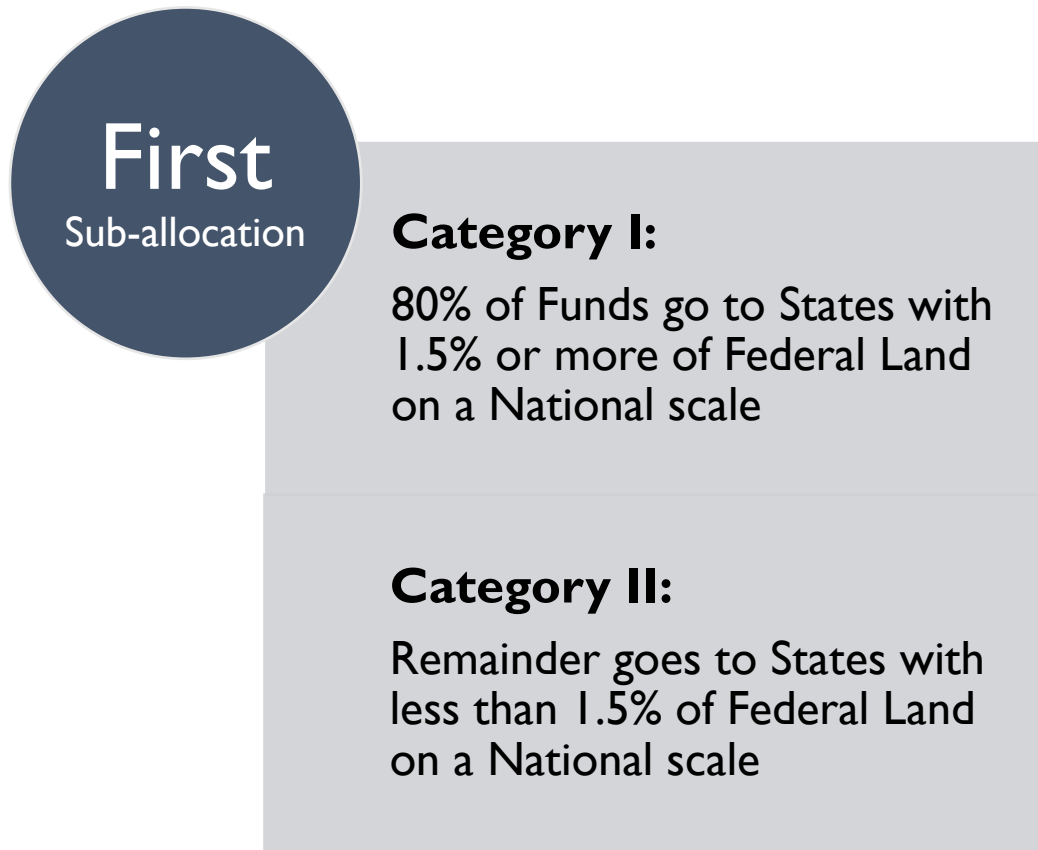 First
Sub-allocation
Category I:
80% of Funds go to States with
1.5% or more of Federal Land
on a National scale
Category II:
Remainder goes to States with
less than 1.5% of Federal Land
on a National scale